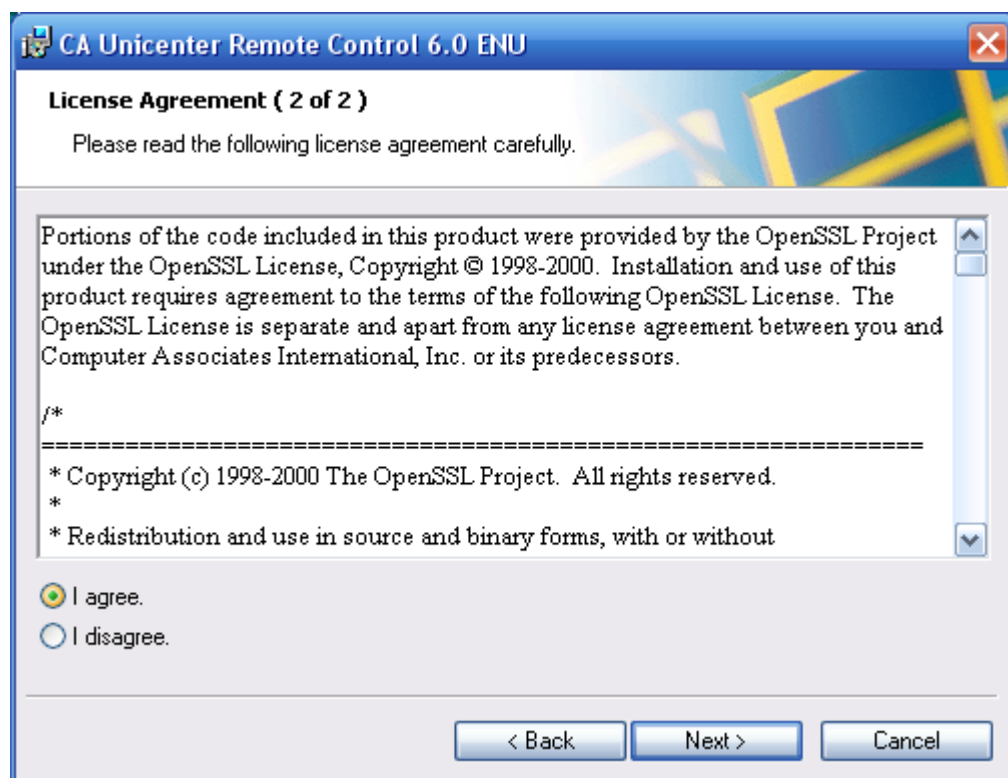 CA Unicenter Remote Control 6.0 ENU
License Agreement ( 2 of 2 )
Please read the following license agreement carefully.
Portions of the code included in this product were provided by the OpenSSL Project
under the OpenSSL License, Copyright © 1998-2000.  Installation and use of this
product requires agreement to the terms of the following OpenSSL License.  The
OpenSSL License is separate and apart from any license agreement between you and
Computer Associates International, Inc. or its predecessors.
/*
===============================================================
* Copyright (c) 1998-2000 The OpenSSL Project.  All rights reserved.
*
* Redistribution and use in source and binary forms, with or without
I agree.
I disagree.
< Back
Next >
Cancel